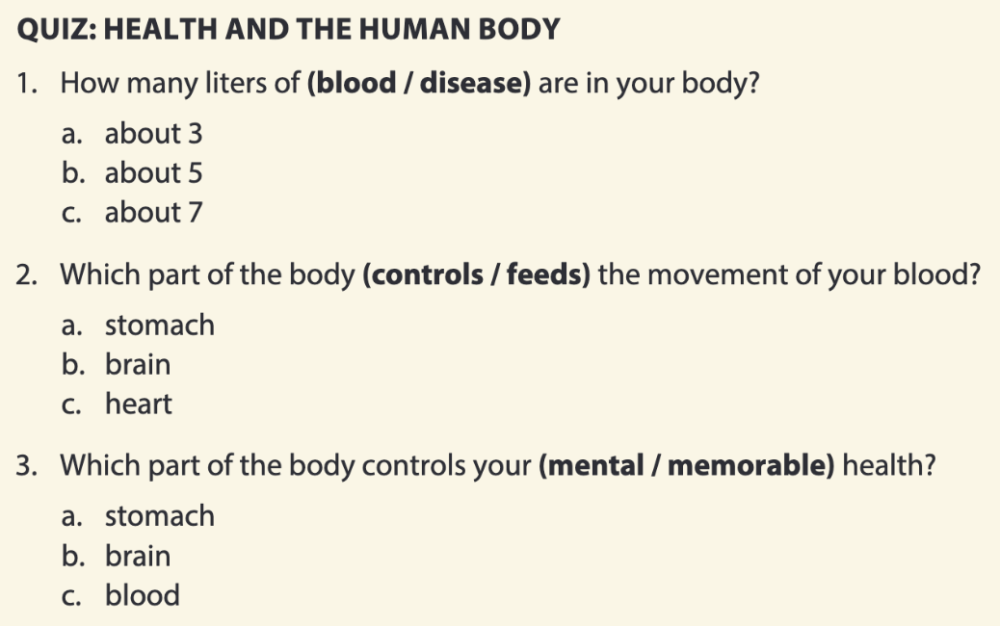 QUIZ: HEALTH AND THE HUMAN BODY
1. How many liters of (blood / disease) are in your body?
a. about 3
b. about 5
c. about 7
2. Which part of the body (controls / feeds) the movement of your blood?
a. stomach
b. brain
c. heart
3. Which part of the body controls your (mental / memorable) health?
a. stomach
b. brain
c. blood